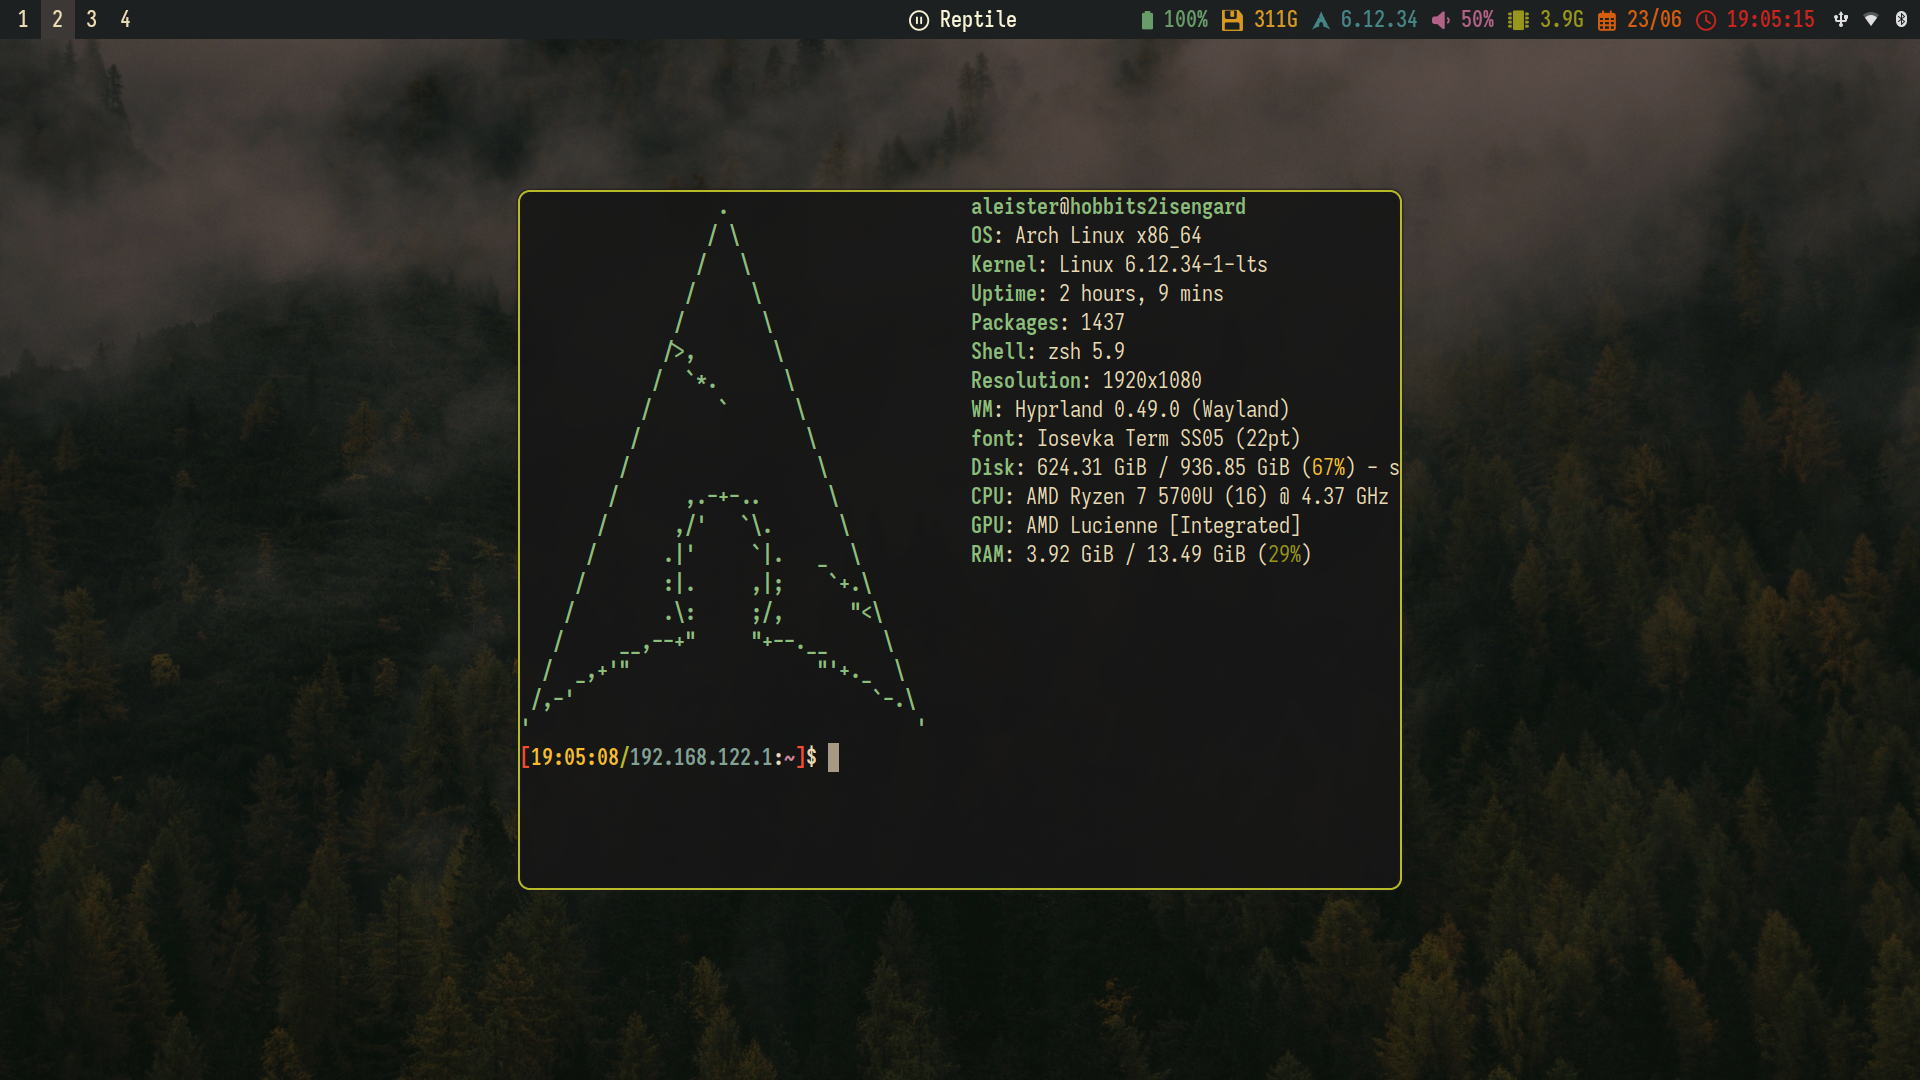 1 2 3 4 Reptile 100% 311G 6.12.34 50% 3.9G 23/06 19:05:15
aleister@hobbits2isengard
OS: Arch Linux x86_64
Kernel: Linux 6.12.34-1-lts
Uptime: 2 hours, 9 mins
Packages: 1437
Shell: zsh 5.9
Resolution: 1920x1080
WM: Hyprland 0.49.0 (Wayland)
font: Iosevka Term SS05 (22pt)
Disk: 624.31 GiB / 936.85 GiB (67%) - s
CPU: AMD Ryzen 7 5700U (16) @ 4.37 GHz
GPU: AMD Lucienne [Integrated]
RAM: 3.92 GiB / 13.49 GiB (29%)
[19:05:08/192.168.122.1:~]$